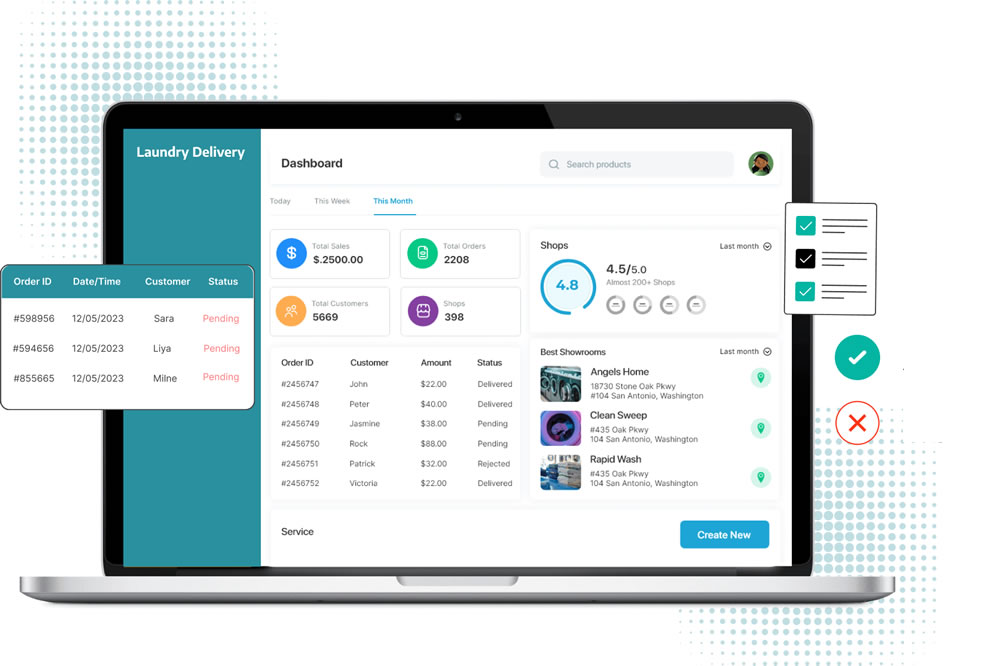 Laundry Delivery
Dashboard
Search products
Today This Week This Month
Total Sales
$.2500.00
Total Orders
2208
Total Customers
5669
Shops
398
Shops
Last month
4.8
4.5/5.0
Almost 200+ Shops
Order ID Date/Time Customer Status
#598956 12/05/2023 Sara Pending
#594656 12/05/2023 Liya Pending
#855665 12/05/2023 Milne Pending
Order ID Customer Amount Status
#2456747 John $22.00 Delivered
#2456748 Peter $40.00 Delivered
#2456749 Jasmine $38.00 Pending
#2456750 Rock $88.00 Pending
#2456751 Patrick $32.00 Rejected
#2456752 Victoria $22.00 Delivered
Best Showrooms
Last month
Angels Home
18730 Stone Oak Pkwy
#104 San Antonio, Washington
Clean Sweep
#435 Oak Pkwy
104 San Antonio, Washington
Rapid Wash
#435 Oak Pkwy
104 San Antonio, Washington
Service
Create New